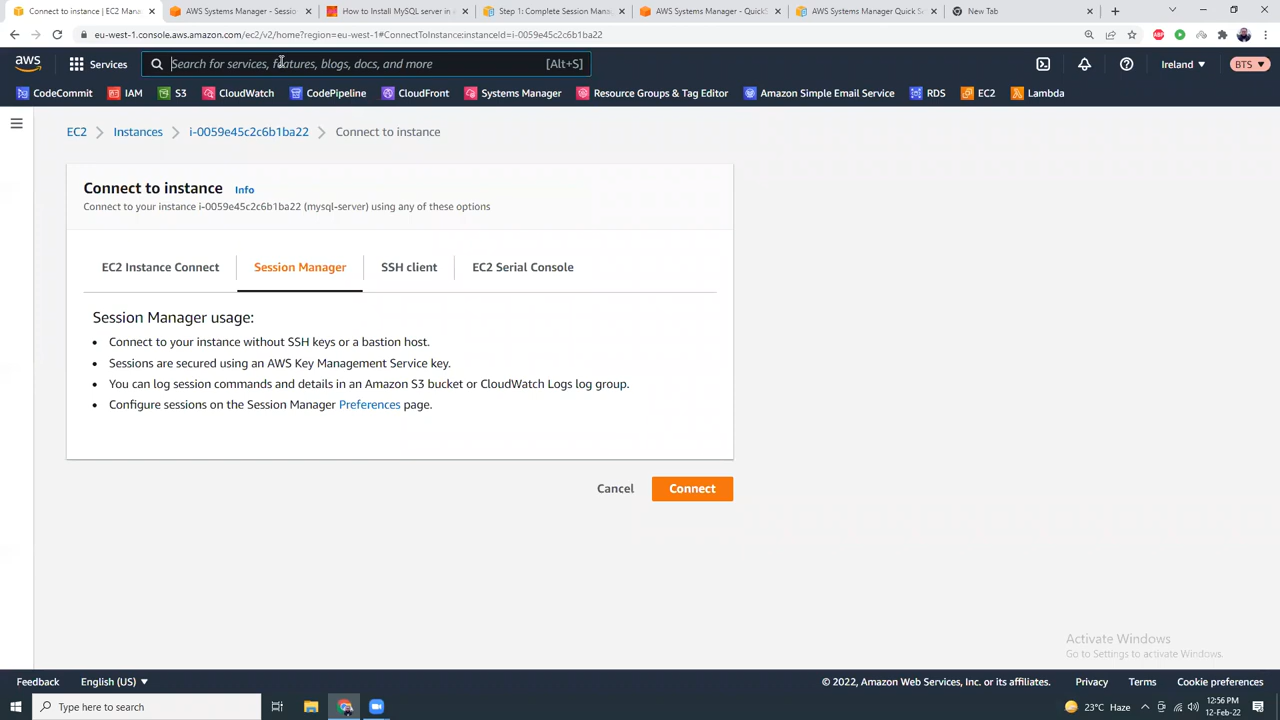 Connect to instance | EC2 Mana
AWS Systems Manager - Sessio
How to Install MySQL server in
Step 1: Complete Session Mana
AWS Systems Manager - QuickS
AWS Systems Manager Quick Se
New Tab
eu-west-1.console.aws.amazon.com/ec2/v2/home?region=eu-west-1#ConnectToInstance:instanceId=i-0059e45c2c6b1ba22
ABP
aws
Services
Search for services, features, blogs, docs, and more
[Alt+S]
Ireland
BTS
CodeCommit
IAM
S3
CloudWatch
CodePipeline
CloudFront
Systems Manager
Resource Groups & Tag Editor
Amazon Simple Email Service
RDS
EC2
Lambda
EC2
Instances
i-0059e45c2c6b1ba22
Connect to instance
Connect to instance Info
Connect to your instance i-0059e45c2c6b1ba22 (mysql-server) using any of these options
EC2 Instance Connect
Session Manager
SSH client
EC2 Serial Console
Session Manager usage:
• Connect to your instance without SSH keys or a bastion host.
• Sessions are secured using an AWS Key Management Service key.
• You can log session commands and details in an Amazon S3 bucket or CloudWatch Logs log group.
• Configure sessions on the Session Manager Preferences page.
Cancel
Connect
Activate Windows
Go to Settings to activate Windows.
Feedback
English (US)
© 2022, Amazon Web Services, Inc. or its affiliates.
Privacy
Terms
Cookie preferences
Type here to search
23°C Haze
12:56 PM
12-Feb-22